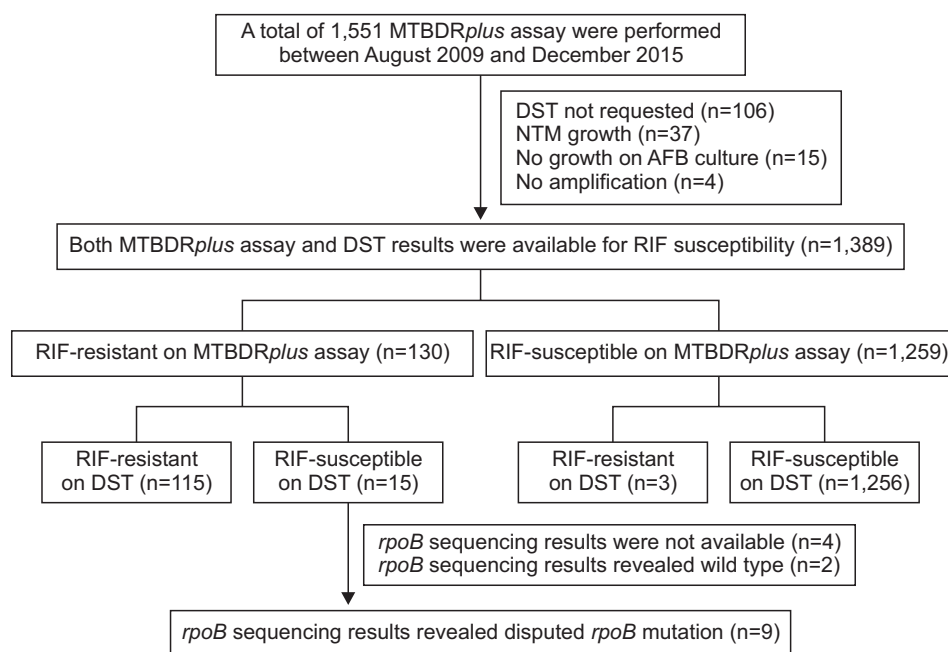 A total of 1,551 MTBDRplus assay were performed
between August 2009 and December 2015
DST not requested (n=106)
NTM growth (n=37)
No growth on AFB culture (n=15)
No amplification (n=4)
Both MTBDRplus assay and DST results were available for RIF susceptibility (n=1,389)
RIF-resistant on MTBDRplus assay (n=130)
RIF-susceptible on MTBDRplus assay (n=1,259)
RIF-resistant
on DST (n=115)
RIF-susceptible
on DST (n=15)
RIF-resistant
on DST (n=3)
RIF-susceptible
on DST (n=1,256)
rpoB sequencing results were not available (n=4)
rpoB sequencing results revealed wild type (n=2)
rpoB sequencing results revealed disputed rpoB mutation (n=9)